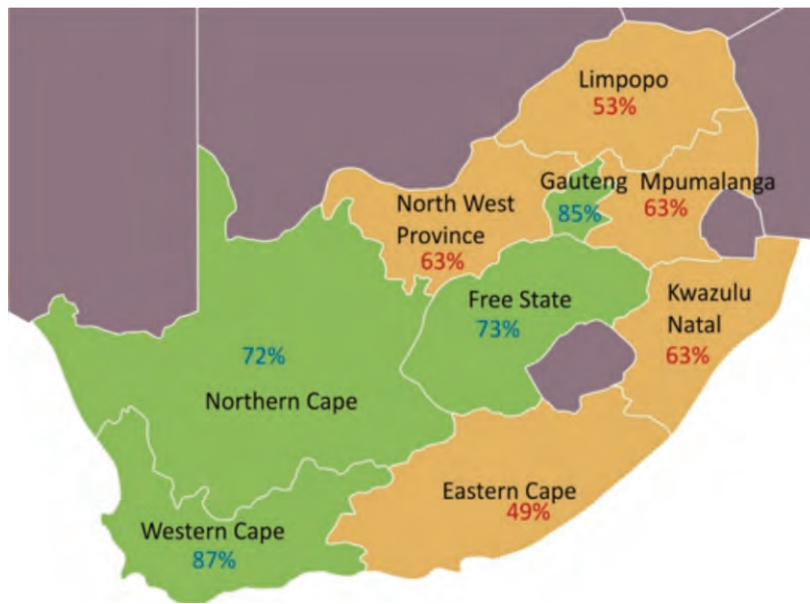 Limpopo
53%
Gauteng
85%
Mpumalanga
63%
North West
Province
63%
Free State
73%
Kwazulu
Natal
63%
72%
Northern Cape
Eastern Cape
49%
Western Cape
87%